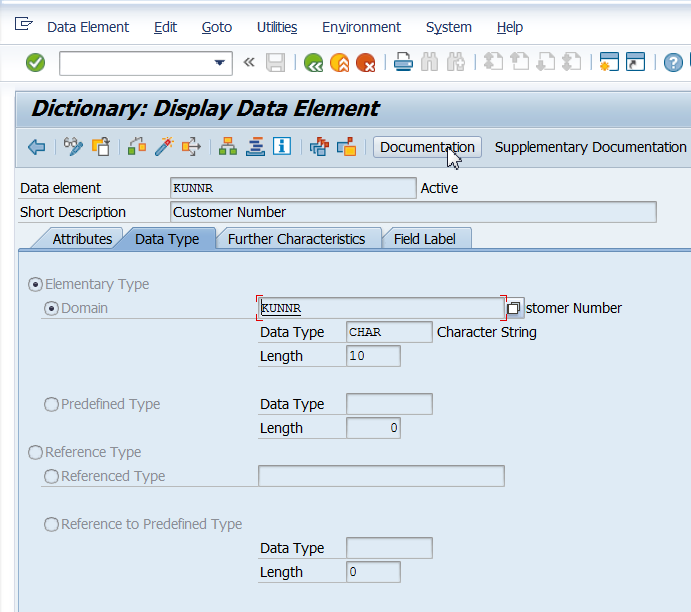 Data Element Edit Goto Utilities Environment System Help
Dictionary: Display Data Element
Documentation Supplementary Documentation
Data element KUNNR Active
Short Description Customer Number
Attributes Data Type Further Characteristics Field Label
Elementary Type
Domain KUNNR stomer Number
Data Type CHAR Character String
Length 10
Predefined Type Data Type
Length 0
Reference Type
Referenced Type
Reference to Predefined Type
Data Type
Length 0